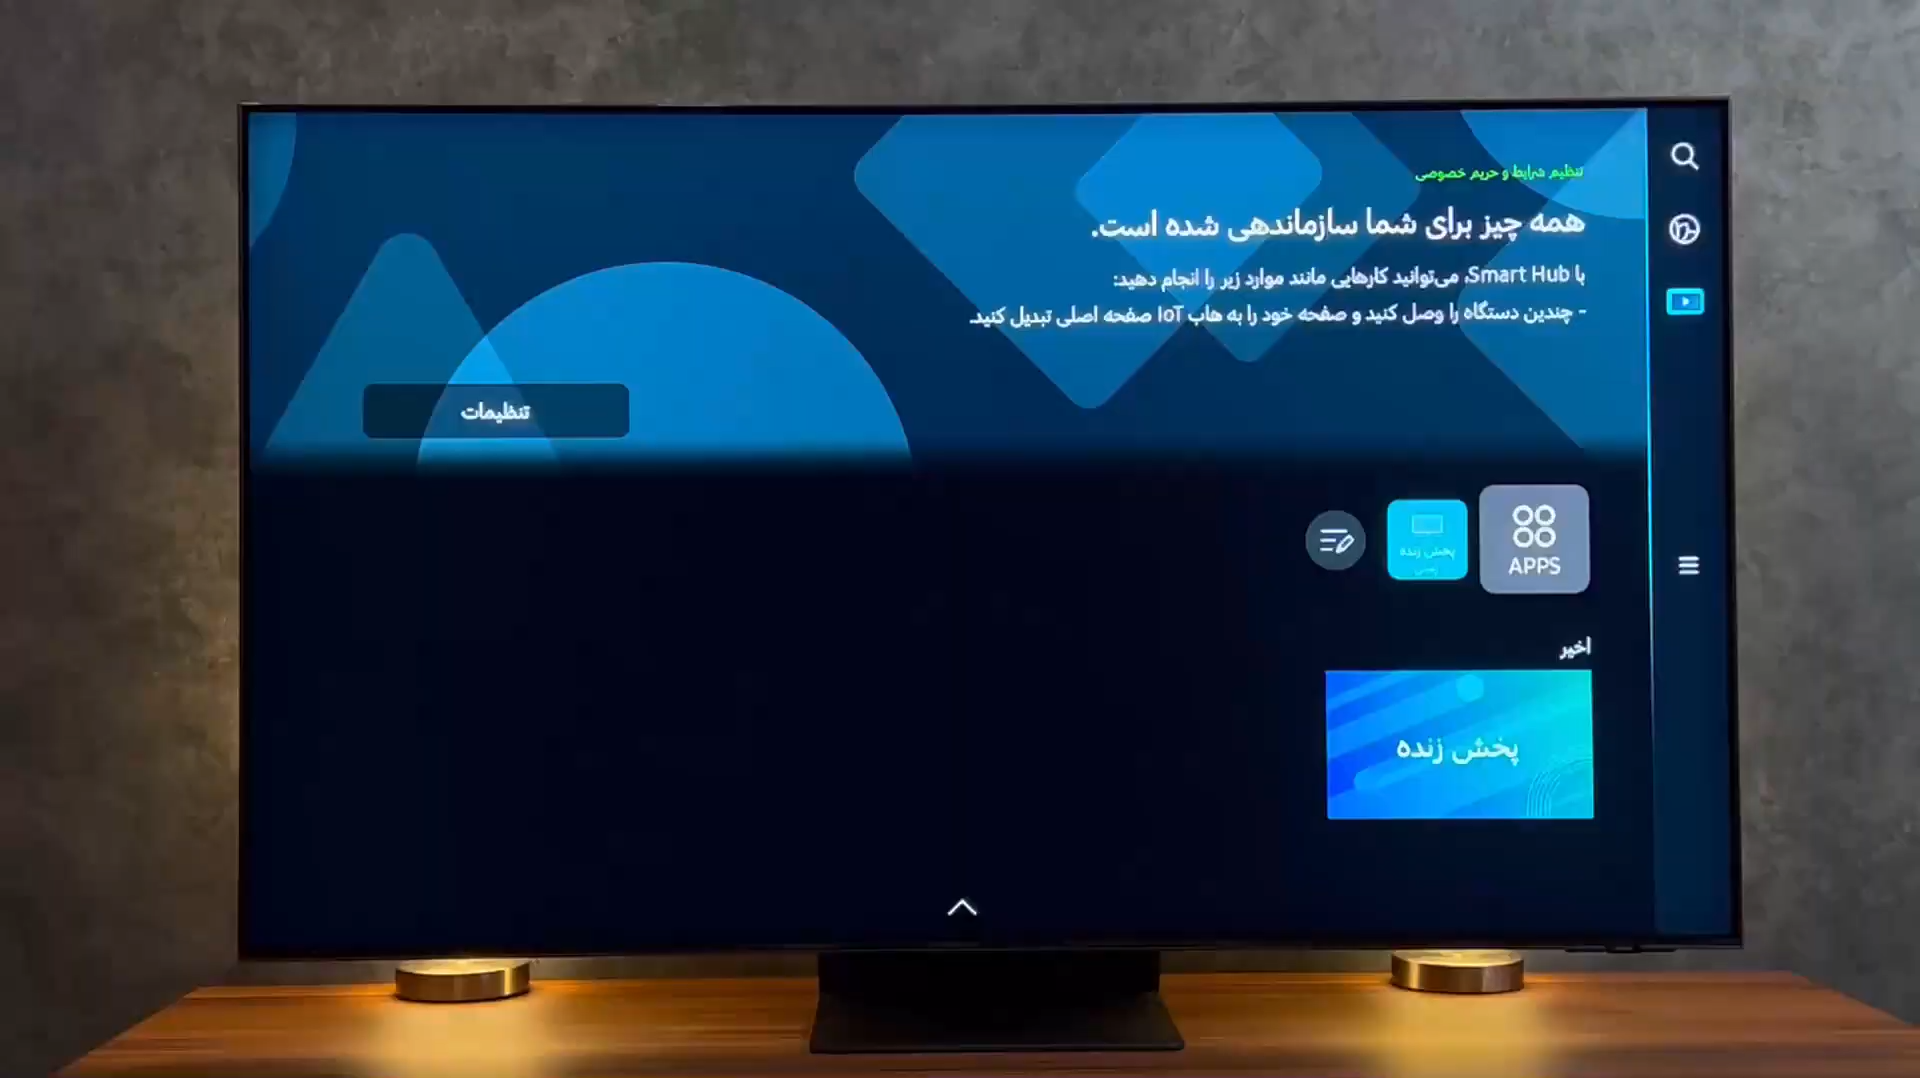 تنظیم شرایط و حریم خصوصی
همه چیز برای شما سازماندهی شده است.
با Smart Hub، می‌توانید کارهایی مانند موارد زیر را انجام دهید:
- چندین دستگاه را وصل کنید و صفحه خود را به هاب IoT صفحه اصلی تبدیل کنید.
تنظیمات
APPS
پخش زنده
اخیر
پخش زنده